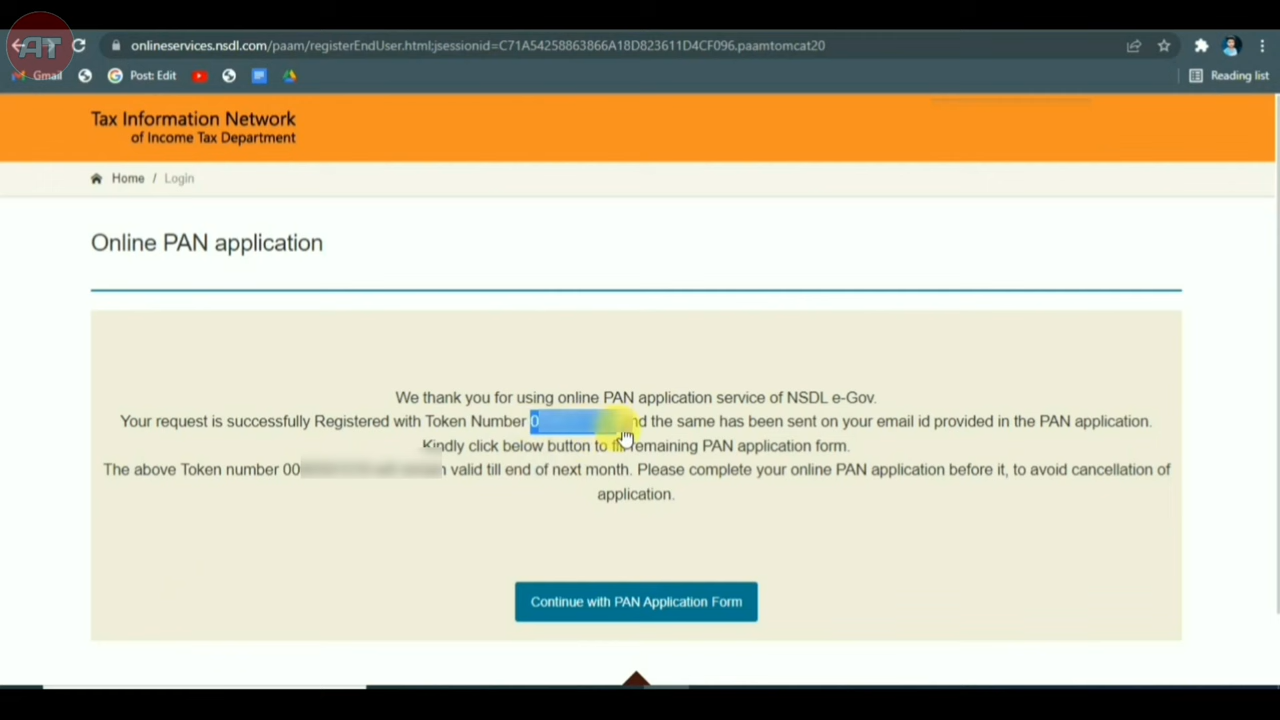 AT
onlineservices.nsdl.com/paam/registerEndUser.html;jsessionid=C71A54258863866A18D823611D4CF096.paamtomcat20
Gmail Post: Edit Reading list
Tax Information Network
of Income Tax Department
Home / Login
Online PAN application
We thank you for using online PAN application service of NSDL e-Gov.
Your request is successfully Registered with Token Number 0 the same has been sent on your email id provided in the PAN application.
Kindly click below button to fill remaining PAN application form.
The above Token number 00 valid till end of next month. Please complete your online PAN application before it, to avoid cancellation of
application.
Continue with PAN Application Form